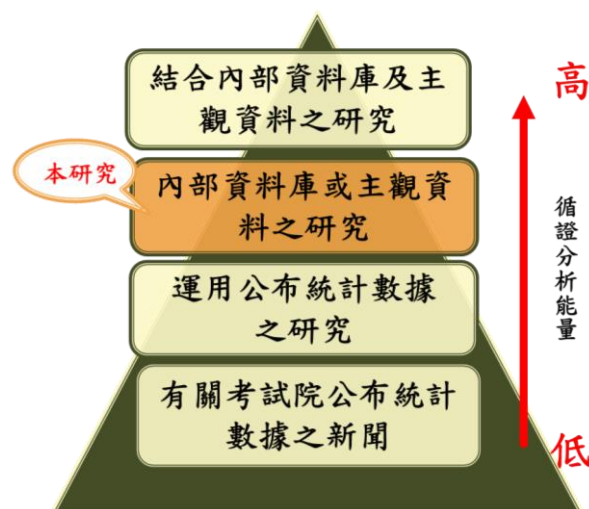 結合內部資料庫及主
觀資料之研究
高
本研究
內部資料庫或主觀資
料之研究
運用公布統計數據
之研究
循證分析能量
有關考試院公布統計
數據之新聞
低